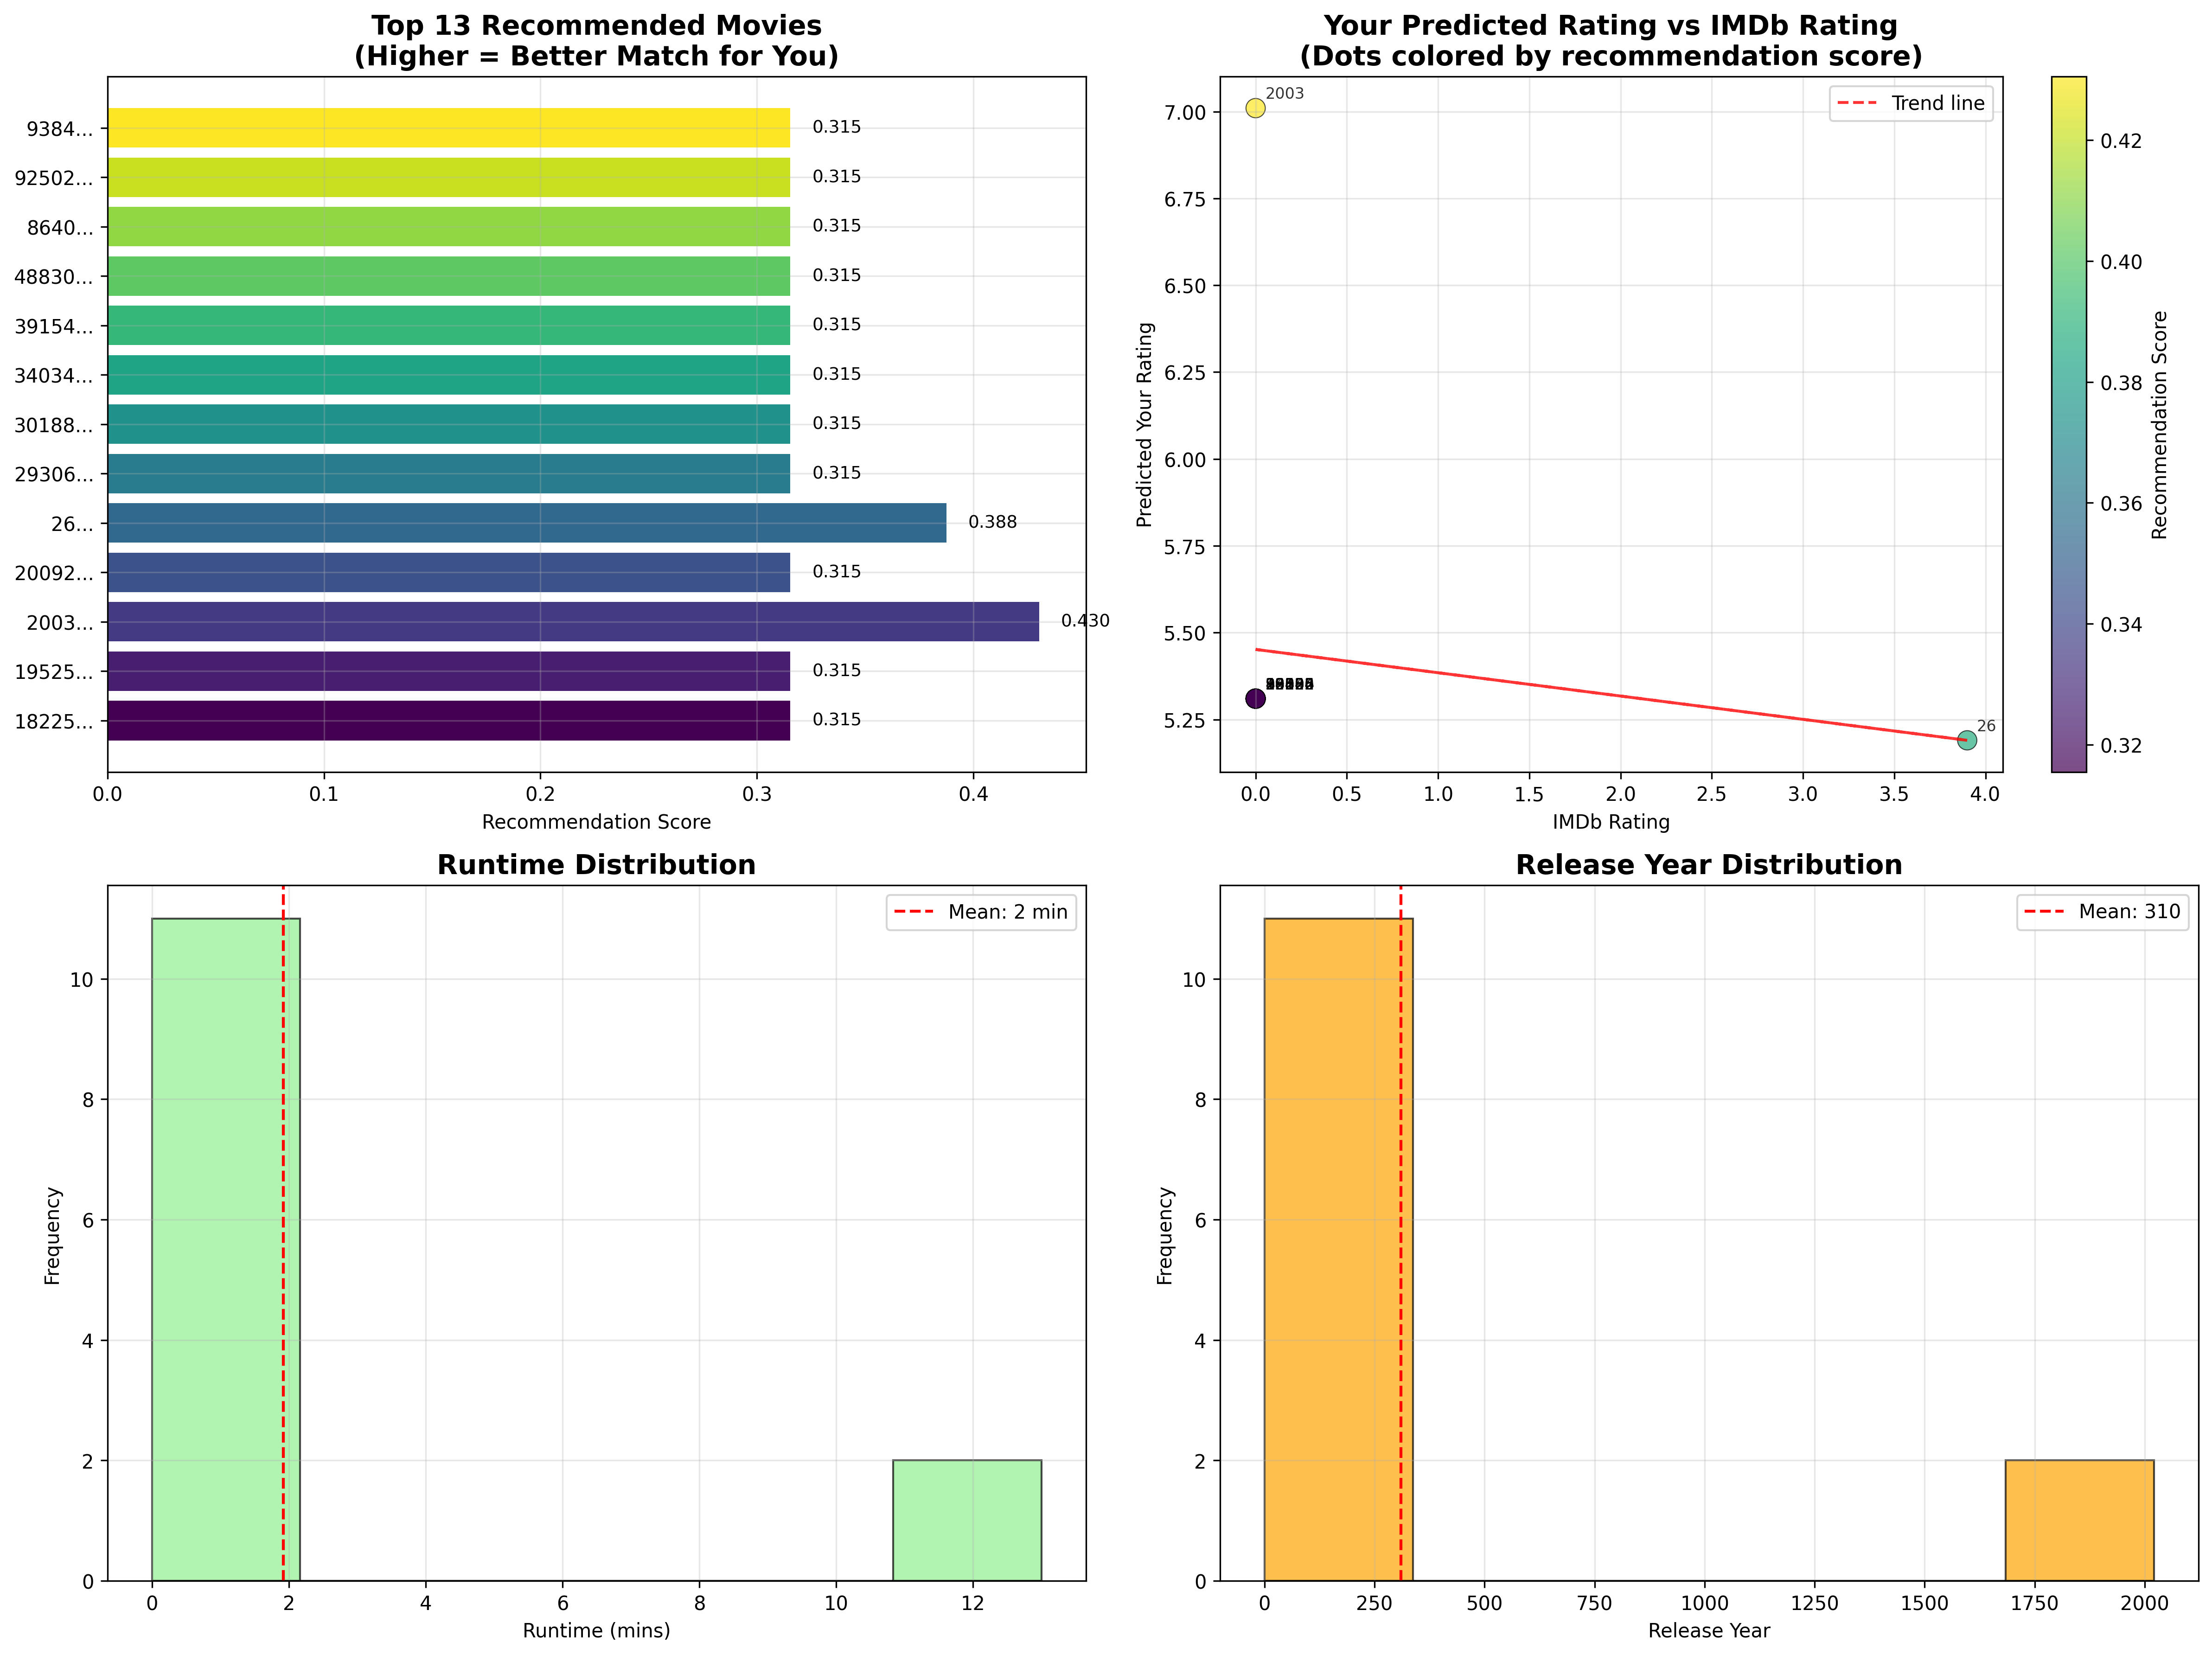 Top 13 Recommended Movies
(Higher = Better Match for You)
9384...
0.315
92502...
0.315
8640...
0.315
48830...
0.315
39154...
0.315
34034...
0.315
30188...
0.315
29306...
0.315
26...
0.388
20092...
0.315
2003...
0.430
19525...
0.315
18225...
0.315
0.0 0.1 0.2 0.3 0.4
Recommendation Score
Your Predicted Rating vs IMDb Rating
(Dots colored by recommendation score)
Trend line
2003
26
7.00
6.75
6.50
6.25
6.00
5.75
5.50
5.25
Predicted Your Rating
0.0 0.5 1.0 1.5 2.0 2.5 3.0 3.5 4.0
IMDb Rating
0.42
0.40
0.38
0.36
0.34
0.32
Recommendation Score
Runtime Distribution
Mean: 2 min
10
8
6
4
2
0
Frequency
0 2 4 6 8 10 12
Runtime (mins)
Release Year Distribution
Mean: 310
10
8
6
4
2
0
Frequency
0 250 500 750 1000 1250 1500 1750 2000
Release Year